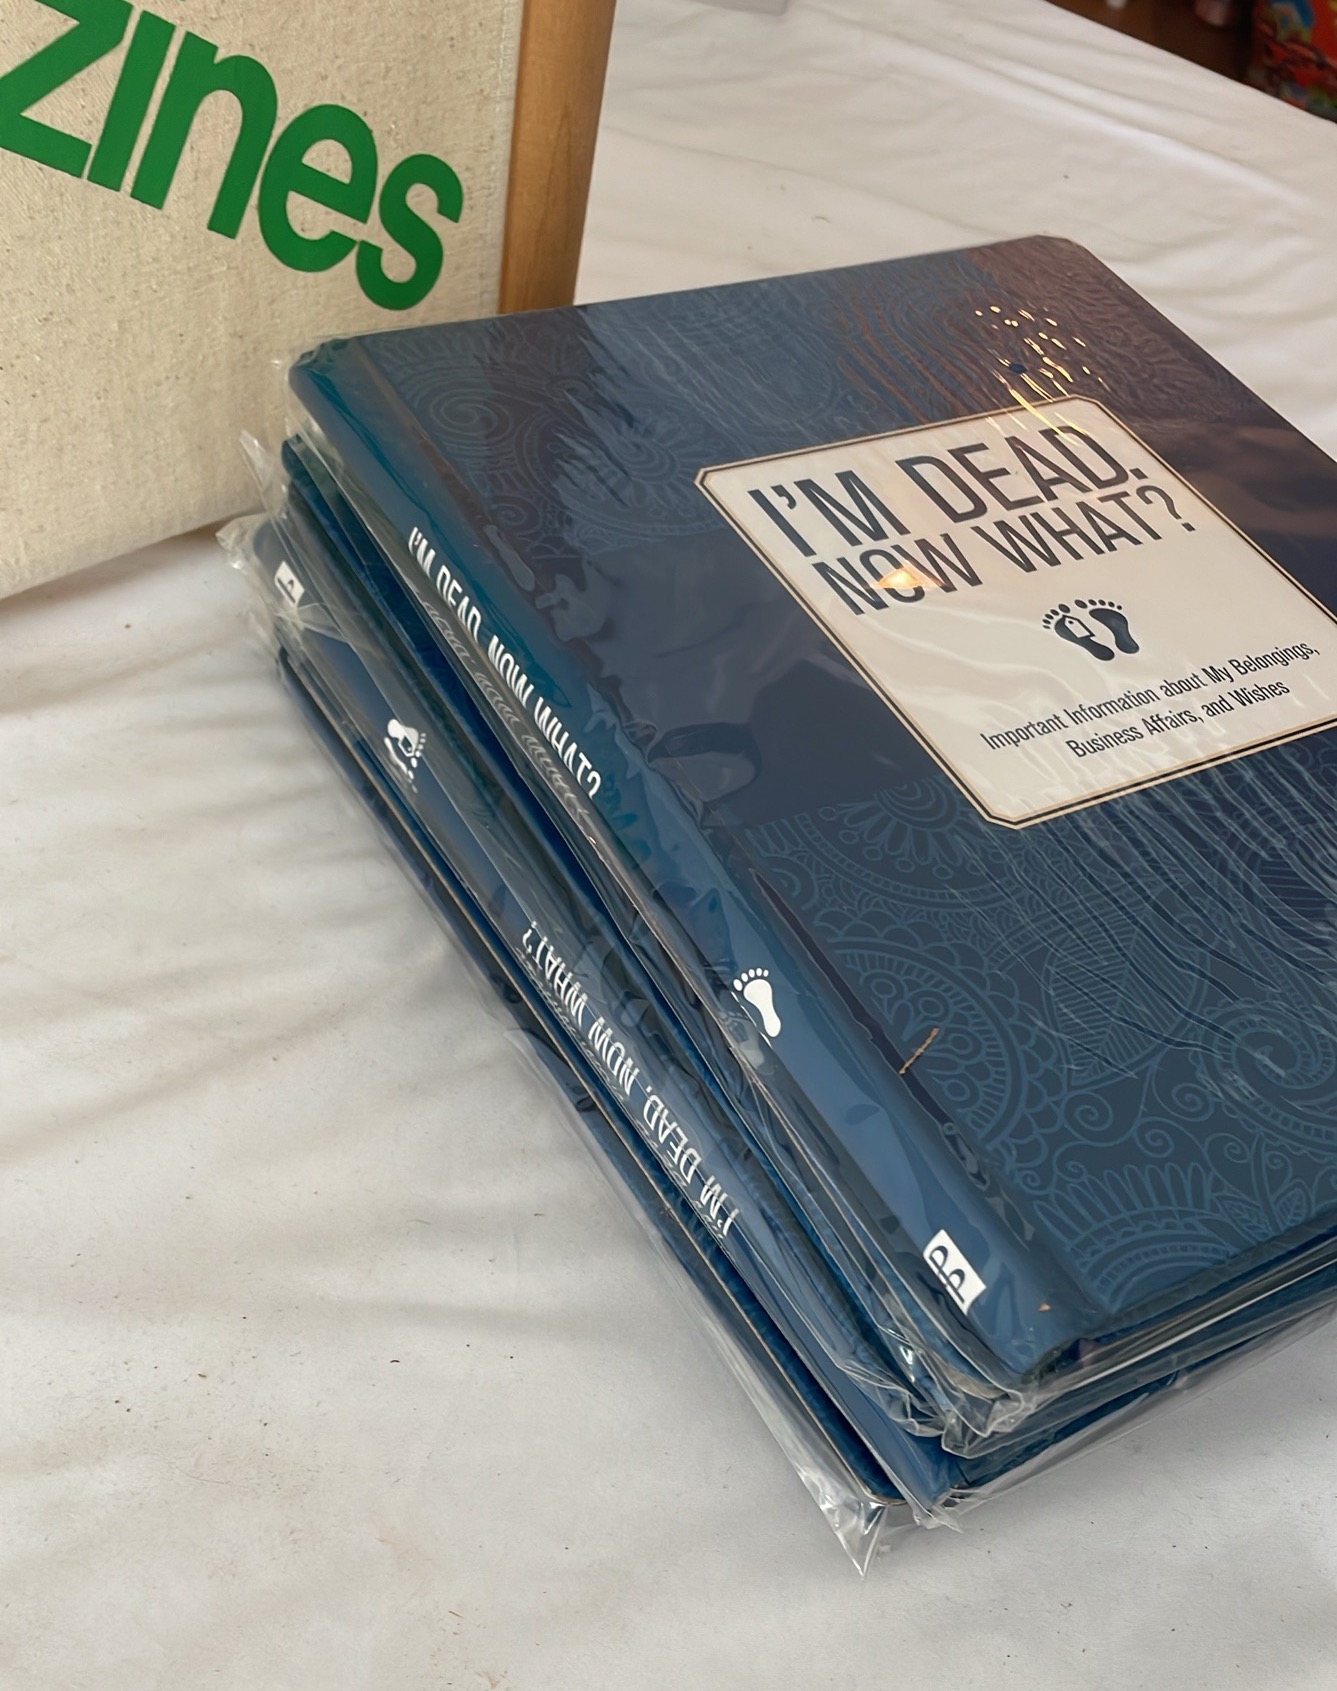 zines
I'M DEAD.
NOW WHAT?
Important Information about My Belongings,
Business Affairs, and Wishes
I'M DEAD. NOW WHAT?
I'M DEAD. NOW WHAT?